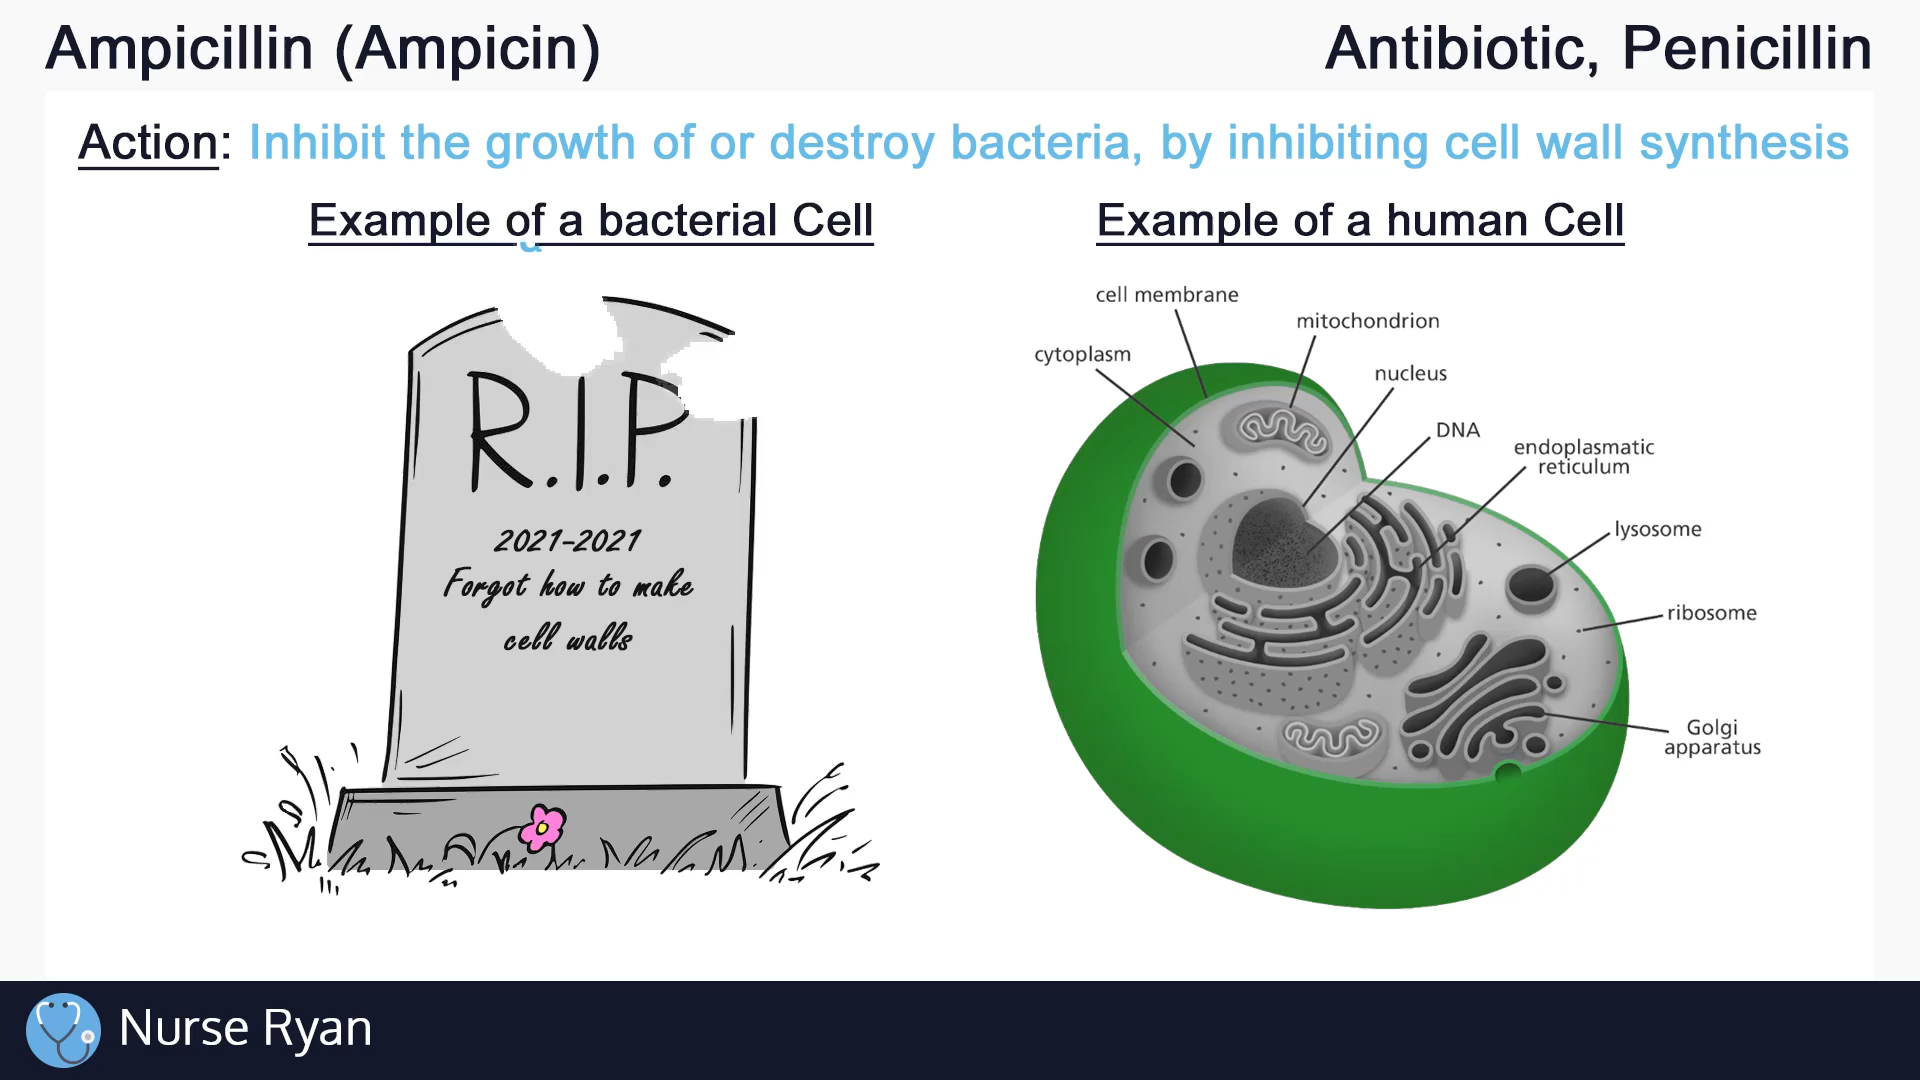 Ampicillin (Ampicin)
Antibiotic, Penicillin
Action: Inhibit the growth of or destroy bacteria, by inhibiting cell wall synthesis
Example of a bacterial Cell
Example of a human Cell
R.I.P.
2021-2021
Forgot how to make
cell walls
cell membrane
mitochondrion
cytoplasm
nucleus
DNA
endoplasmatic
reticulum
lysosome
ribosome
Golgi
apparatus
Nurse Ryan